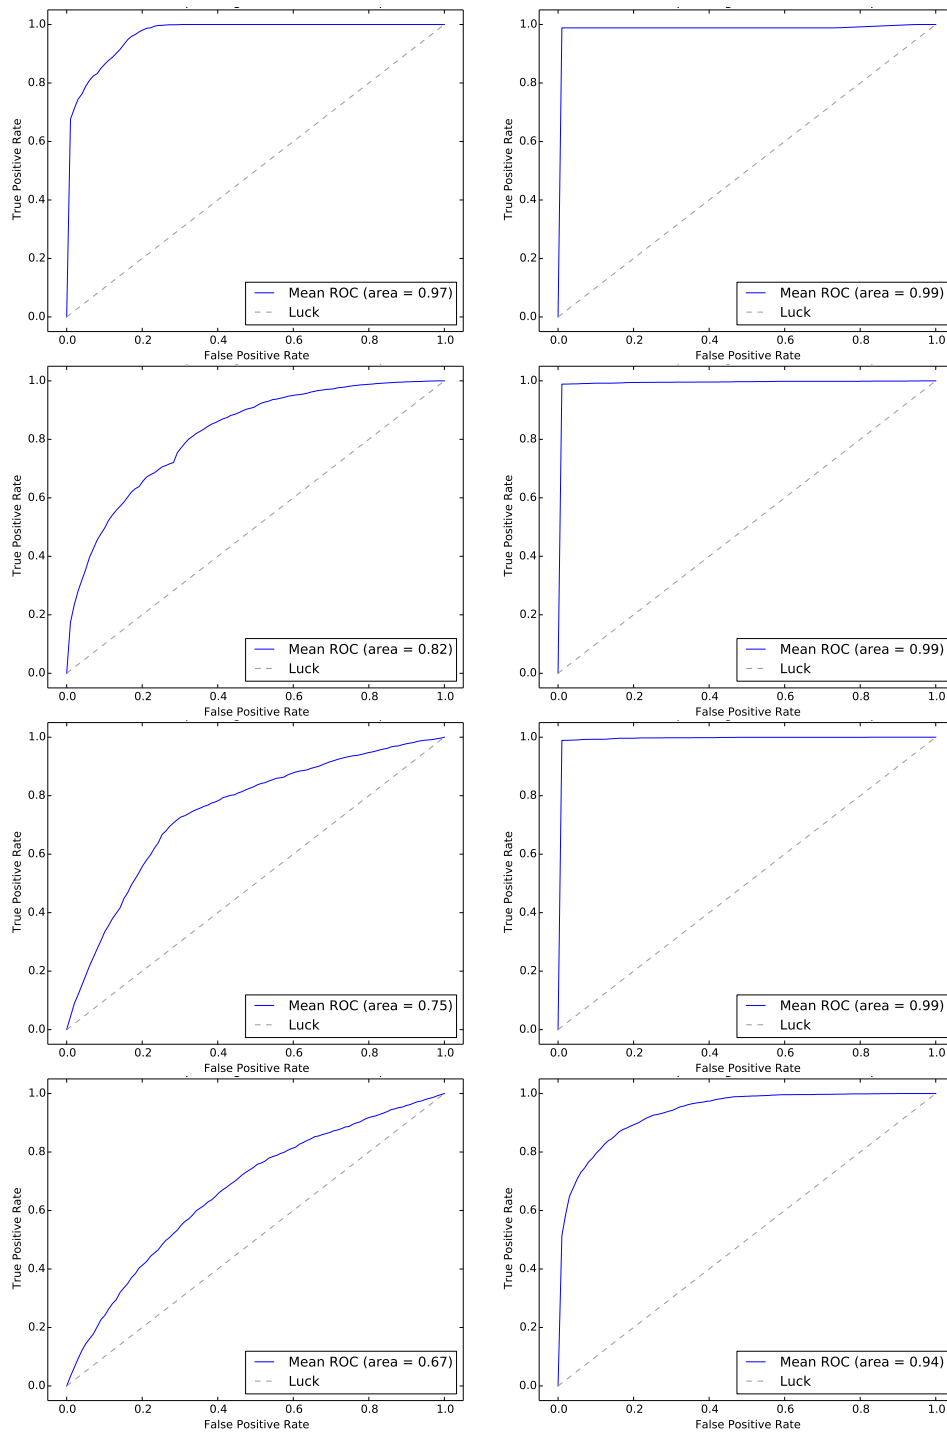 1.0
0.8
0.6
0.4
0.2
0.0
True Positive Rate
Mean ROC (area = 0.97)
Luck
0.0 0.2 0.4 0.6 0.8 1.0
False Positive Rate
1.0
0.8
0.6
0.4
0.2
0.0
True Positive Rate
Mean ROC (area = 0.99)
Luck
0.0 0.2 0.4 0.6 0.8 1.0
False Positive Rate
1.0
0.8
0.6
0.4
0.2
0.0
True Positive Rate
Mean ROC (area = 0.82)
Luck
0.0 0.2 0.4 0.6 0.8 1.0
False Positive Rate
1.0
0.8
0.6
0.4
0.2
0.0
True Positive Rate
Mean ROC (area = 0.99)
Luck
0.0 0.2 0.4 0.6 0.8 1.0
False Positive Rate
1.0
0.8
0.6
0.4
0.2
0.0
True Positive Rate
Mean ROC (area = 0.75)
Luck
0.0 0.2 0.4 0.6 0.8 1.0
False Positive Rate
1.0
0.8
0.6
0.4
0.2
0.0
True Positive Rate
Mean ROC (area = 0.99)
Luck
0.0 0.2 0.4 0.6 0.8 1.0
False Positive Rate
1.0
0.8
0.6
0.4
0.2
0.0
True Positive Rate
Mean ROC (area = 0.67)
Luck
0.0 0.2 0.4 0.6 0.8 1.0
False Positive Rate
1.0
0.8
0.6
0.4
0.2
0.0
True Positive Rate
Mean ROC (area = 0.94)
Luck
0.0 0.2 0.4 0.6 0.8 1.0
False Positive Rate